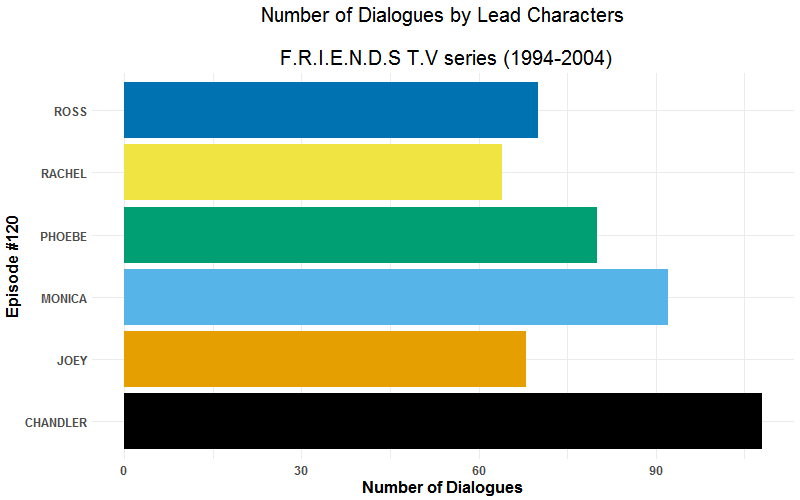 Number of Dialogues by Lead Characters
F.R.I.E.N.D.S T.V series (1994-2004)
Episode #120
ROSS
RACHEL
PHOEBE
MONICA
JOEY
CHANDLER
0 30 60 90
Number of Dialogues